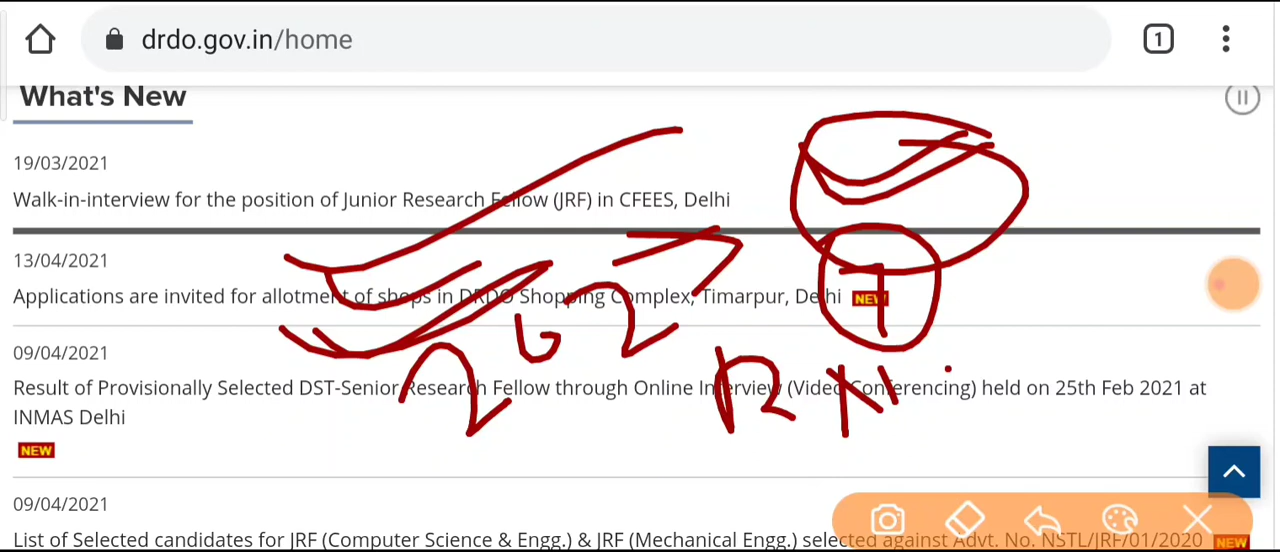 drdo.gov.in/home
1
What's New
19/03/2021
Walk-in-interview for the position of Junior Research Fellow (JRF) in CFEES, Delhi
13/04/2021
Applications are invited for allotment of shops in DRDO Shopping Complex, Timarpur, Delhi NEW
09/04/2021
Result of Provisionally Selected DST-Senior Research Fellow through Online Interview (Video Conferencing) held on 25th Feb 2021 at
INMAS Delhi
NEW
09/04/2021
List of Selected candidates for JRF (Computer Science & Engg.) & JRF (Mechanical Engg.) selected against Advt. No. NSTL/JRF/01/2020 NEW